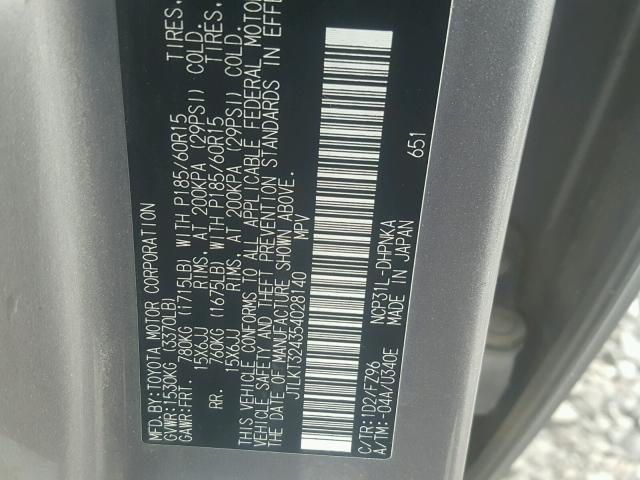 MFD.BY:TOYOTA MOTOR CORPORATION
GVWR:1530KG (3370LB)
GAWR:FRT. 780KG (1715LB) WITH P185/60R15 TIRES,
15X6JJ RIMS, AT 200KPA (29PSI) COLD.
RR. 760KG (1675LB) WITH P185/60R15 TIRES,
15X6JJ RIMS, AT 200KPA (29PSI) COLD.
THIS VEHICLE CONFORMS TO ALL APPLICABLE FEDERAL MOTOR
VEHICLE SAFETY AND THEFT PREVENTION STANDARDS IN EFFE
ON THE DATE OF MANUFACTURE SHOWN ABOVE.
JTLKT324354028140 MPV
651
C/TR:1D2/FZ96 NCP31L-DHPNKA
A/TM:-04A/U340E MADE IN JAPAN